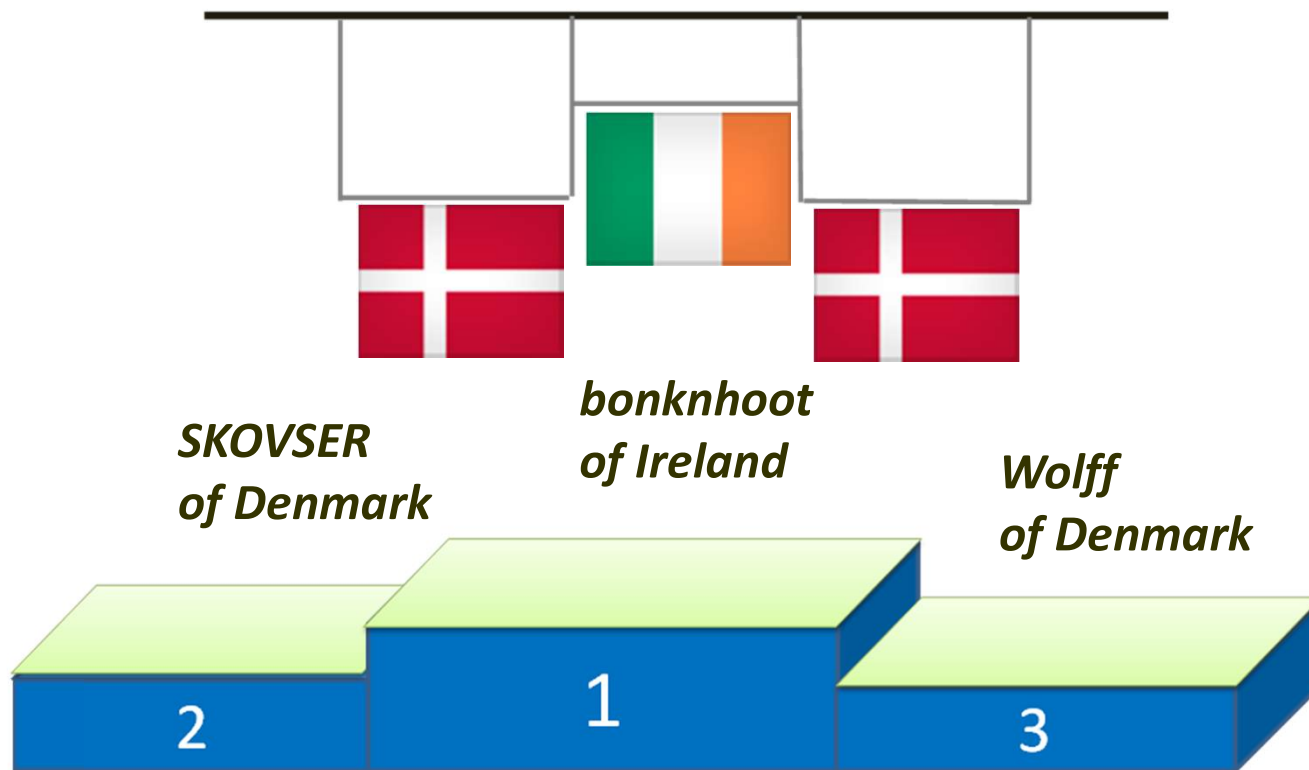 SKOVSER
of Denmark
bonknhoot
of Ireland
Wolff
of Denmark
2
1
3